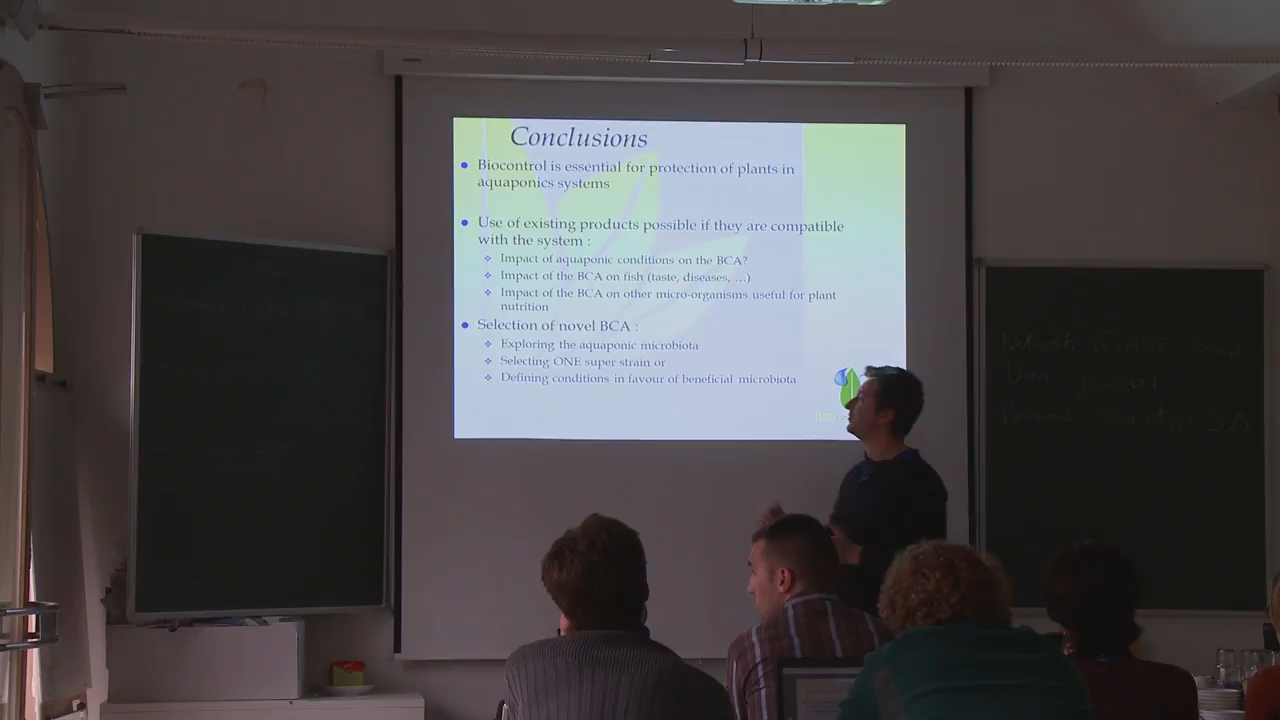 Conclusions
Biocontrol is essential for protection of plants in
aquaponics systems
Use of existing products possible if they are compatible
with the system :
Impact of aquaponic conditions on the BCA?
Impact of the BCA on fish (taste, diseases, ...)
Impact of the BCA on other micro-organisms useful for plant
nutrition
Selection of novel BCA :
Exploring the aquaponic microbiota
Selecting ONE super strain or
Defining conditions in favour of beneficial microbiota
Network